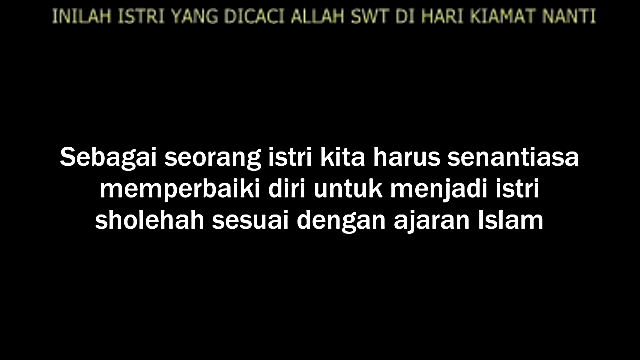 INILAH ISTRI YANG DICACI ALLAH SWT DI HARI KIAMAT NANTI
Sebagai seorang istri kita harus senantiasa
memperbaiki diri untuk menjadi istri
sholehah sesuai dengan ajaran Islam